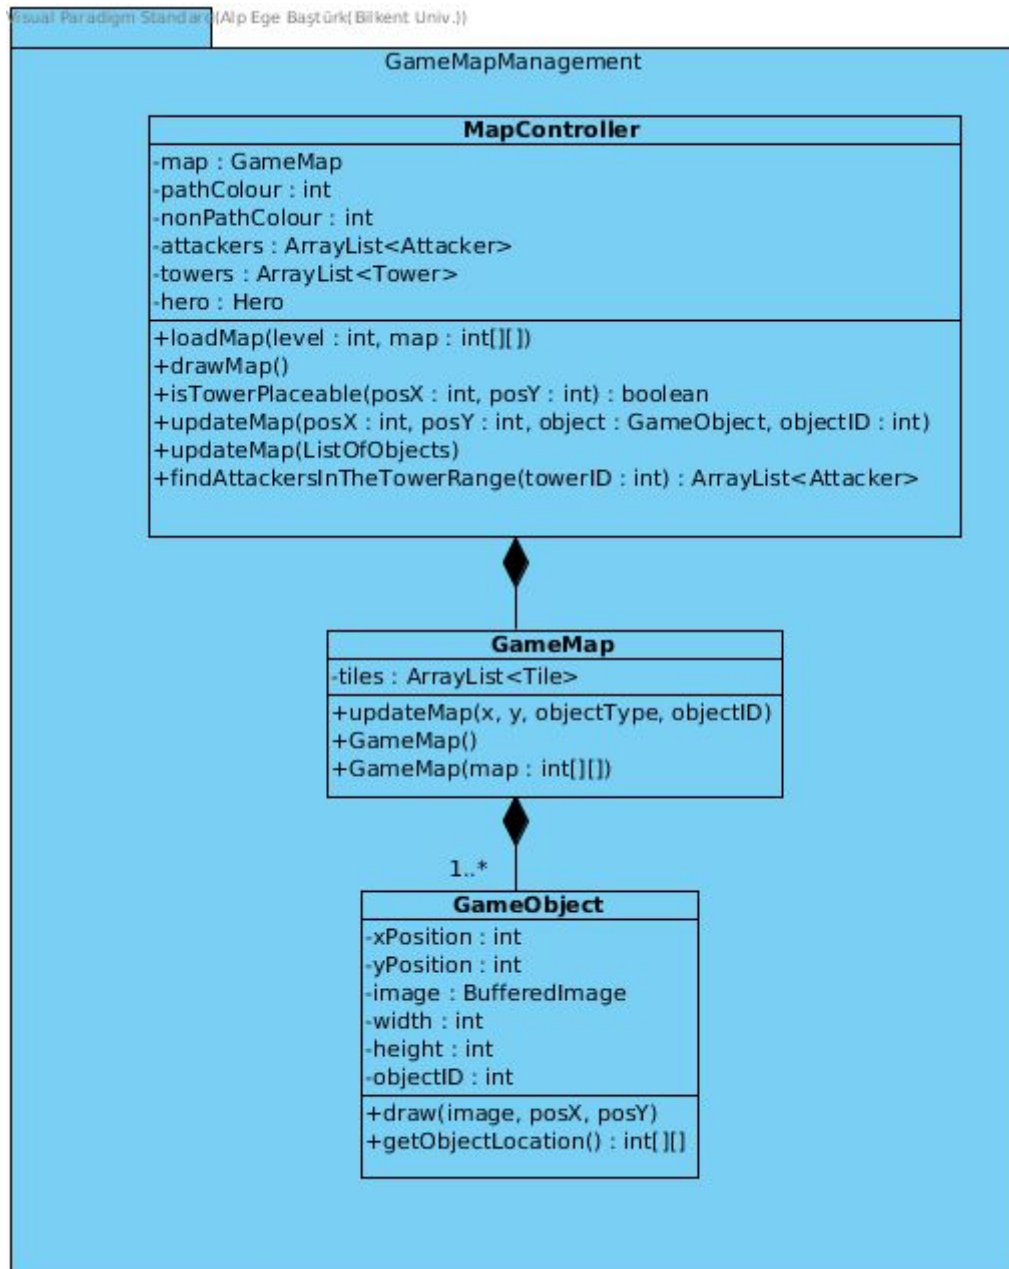 Visual Paradigm Standard(Alp Ege Baştürk(Bilkent Univ.))
GameMapManagement
MapController
-map : GameMap
-pathColour : int
-nonPathColour : int
-attackers : ArrayList<Attacker>
-towers : ArrayList<Tower>
-hero : Hero
+loadMap(level : int, map : int[][])
+drawMap()
+isTowerPlaceable(posX : int, posY : int) : boolean
+updateMap(posX : int, posY : int, object : GameObject, objectID : int)
+updateMap(ListOfObjects)
+findAttackersInTheTowerRange(towerID : int) : ArrayList<Attacker>
GameMap
-tiles : ArrayList<Tile>
+updateMap(x, y, objectType, objectID)
+GameMap()
+GameMap(map : int[][])
1..*
GameObject
-xPosition : int
-yPosition : int
-image : BufferedImage
-width : int
-height : int
-objectID : int
+draw(image, posX, posY)
+getObjectLocation() : int[][]